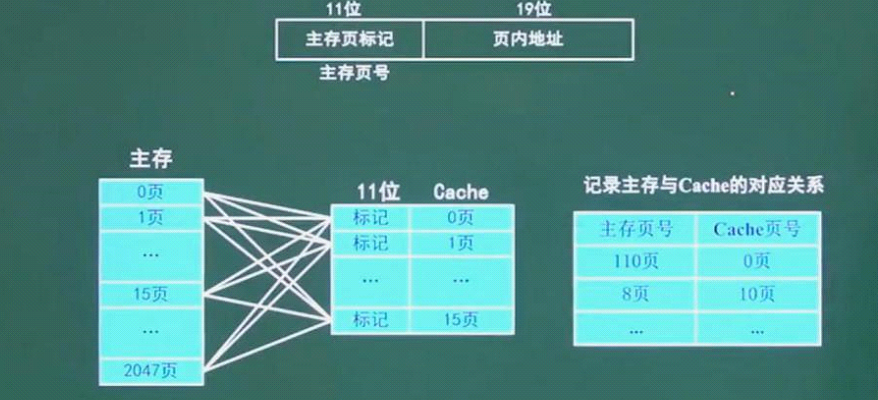 11位 19位
主存页标记 页内地址
主存页号
主存
0页
1页
...
15页
...
2047页
11位 Cache
标记 0页
标记 1页
... ...
标记 15页
记录主存与Cache的对应关系
主存页号 Cache页号
110页 0页
8页 10页
... ...